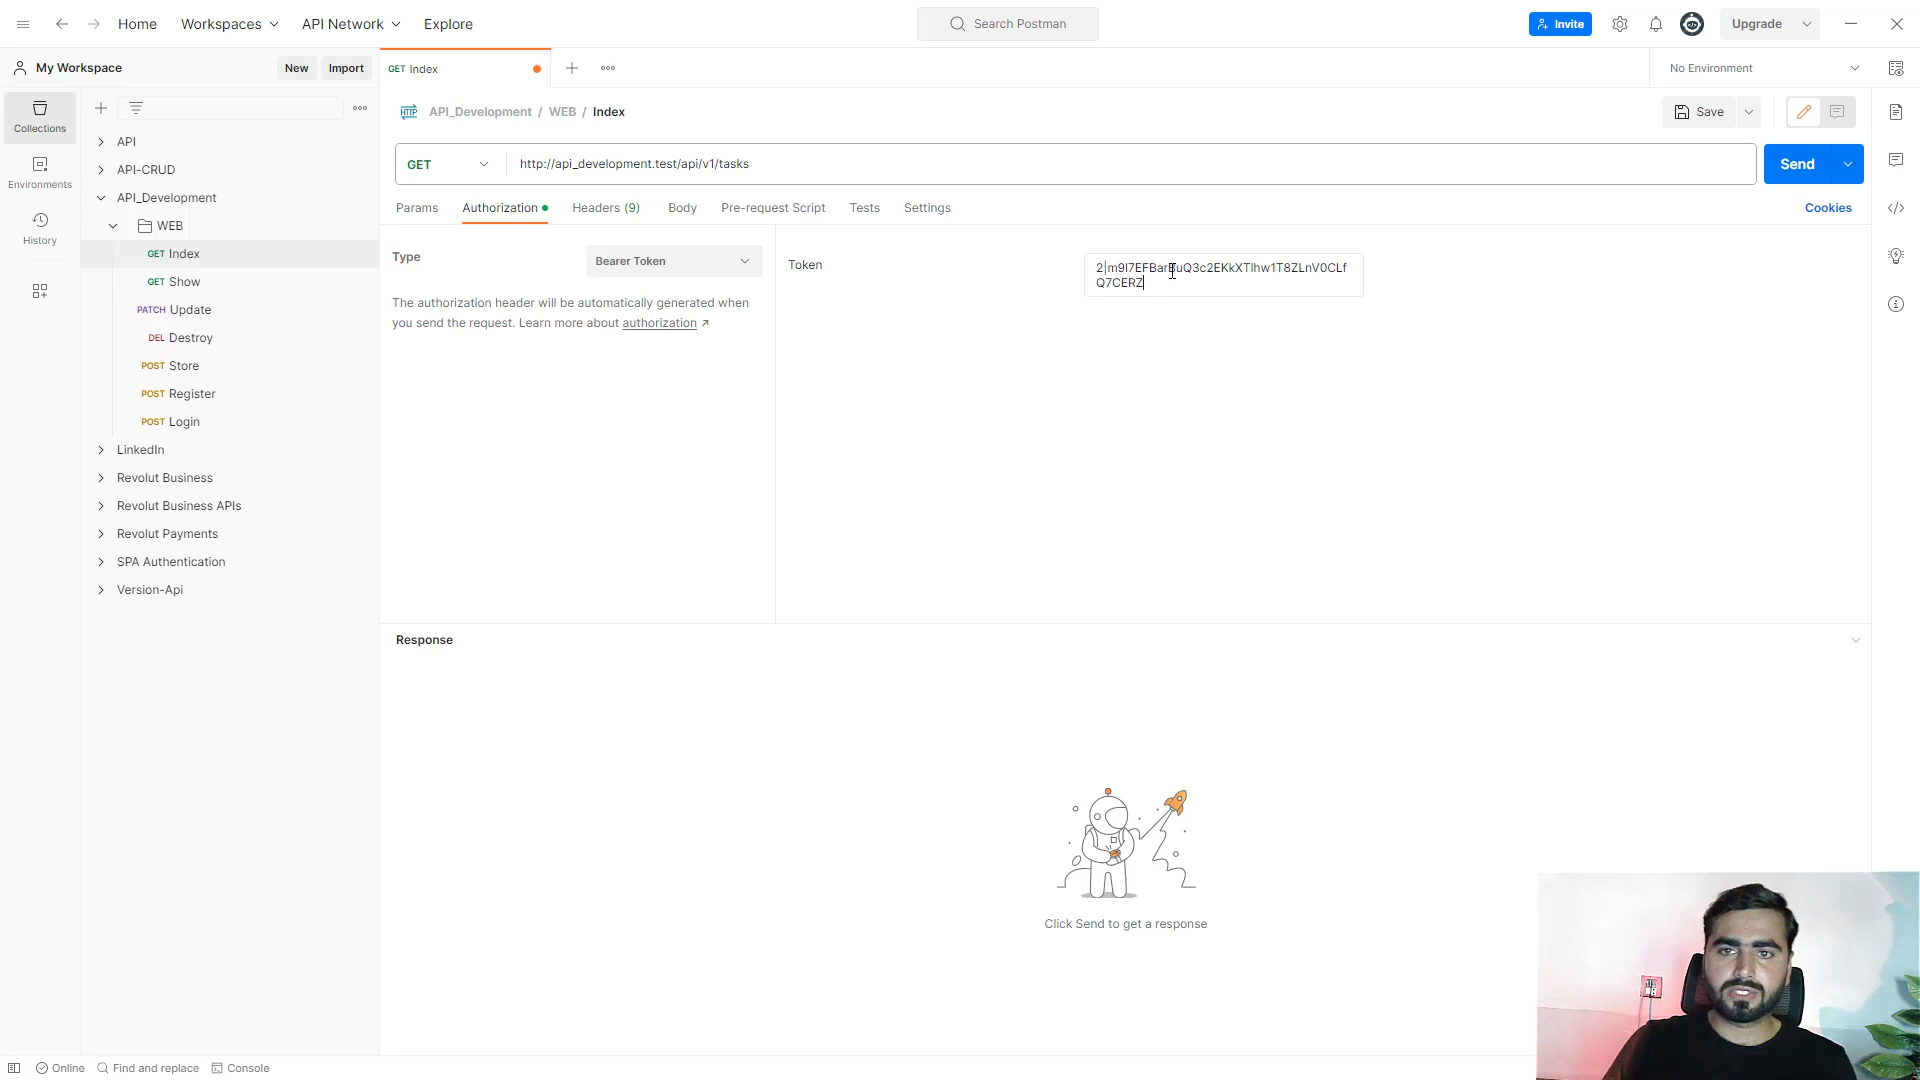 Home
Workspaces
API Network
Explore
Search Postman
Invite
Upgrade
My Workspace
New
Import
GET Index
No Environment
Collections
Environments
History
API
API-CRUD
API_Development
WEB
GET Index
GET Show
PATCH Update
DEL Destroy
POST Store
POST Register
POST Login
LinkedIn
Revolut Business
Revolut Business APIs
Revolut Payments
SPA Authentication
Version-Api
HTTP API_Development / WEB / Index
Save
GET
http://api_development.test/api/v1/tasks
Send
Params
Authorization
Headers (9)
Body
Pre-request Script
Tests
Settings
Cookies
Type
Bearer Token
The authorization header will be automatically generated when
you send the request. Learn more about authorization ↗
Token
Q7CERZ
Response
Click Send to get a response
Online
Find and replace
Console